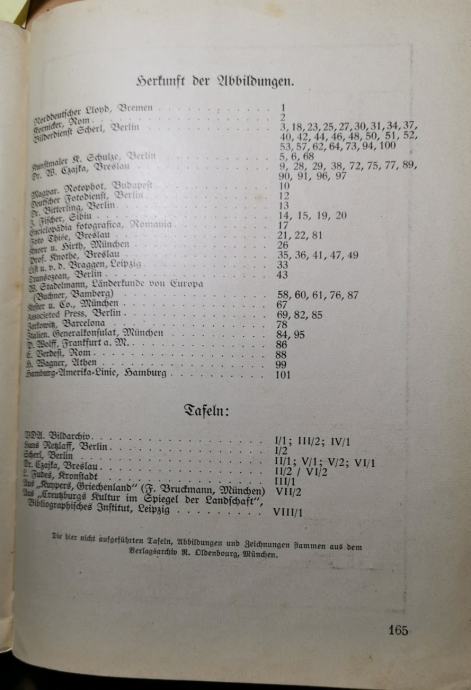 Herkunft der Abbildungen.
Norddeutscher Lloyd, Bremen . . . . . . . . 1
Rom . . . . . . . . 2
Bilderdienst Scherl, Berlin . . . . . . . . 3, 18, 23, 25, 27, 30, 31, 34, 37,
40, 42, 44, 46, 48, 50, 51, 52,
53, 57, 62, 64, 73, 94, 100
Kunstmaler K. Schulze, Berlin . . . . . . . . 5, 6, 68
Dr. W. Czajka, Breslau . . . . . . . . 9, 28, 29, 38, 72, 75, 77, 89,
90, 91, 96, 97
Magyar. Rotophot, Budapest . . . . . . . . 10
Deutscher Fotodienst, Berlin . . . . . . . . 12
Dr. Bitterling, Berlin . . . . . . . . 13
J. Fischer, Sibiu . . . . . . . . 14, 15, 19, 20
Enciclopädia fotografica, Romania . . . . . . . . 17
Foto Breslau . . . . . . . . 21, 22, 81
Knorr u. Hirth, München . . . . . . . . 26
Prof. Knothe, Breslau . . . . . . . . 35, 36, 41, 47, 49
u. v. d. Leipzig . . . . . . . . 33
Berlin . . . . . . . . 43
W. Stadelmann, Länderkunde von Europa
(Buchner, Bamberg) . . . . . . . . 58, 60, 61, 76, 87
u. Co., München . . . . . . . . 67
Associated Press, Berlin . . . . . . . . 69, 82, 85
Barcelona . . . . . . . . 78
Italien. Generalkonsulat, München . . . . . . . . 84, 95
Wolff, Frankfurt a. M. . . . . . . . . 86
Rom . . . . . . . . 88
H. Wagner, Athen . . . . . . . . 99
Hamburg-Amerika-Linie, Hamburg . . . . . . . . 101
Tafeln:
VDA. Bildarchiv . . . . . . . . I/1; III/2; IV/1
Hans Retzlaff, Berlin . . . . . . . . I/2
Scherl, Berlin . . . . . . . . II/1; V/1; V/2; VI/1
Dr. Czajka, Breslau . . . . . . . . II/2 / VI/2
Kronstadt . . . . . . . . III/1
Aus „Kuypers, Griechenland“ (F. Bruckmann, München) VII/2
Aus „Creutzburgs Kultur im Spiegel der Landschaft“,
Bibliographisches Institut, Leipzig . . . . . . . . VIII/1
Die hier nicht aufgeführten Tafeln, Abbildungen und Zeichnungen stammen aus dem
Verlagsarchiv R. Oldenbourg, München.
165